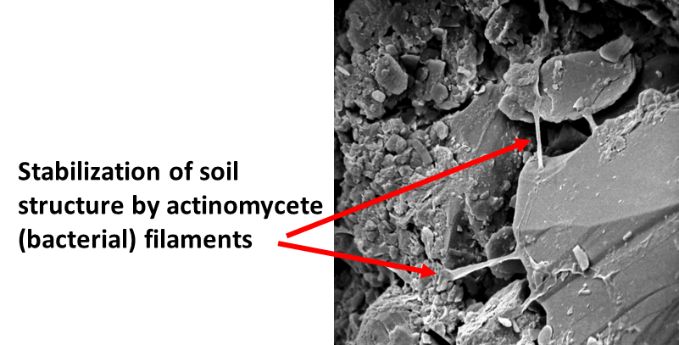 Stabilization of soil
structure by actinomycete
(bacterial) filaments